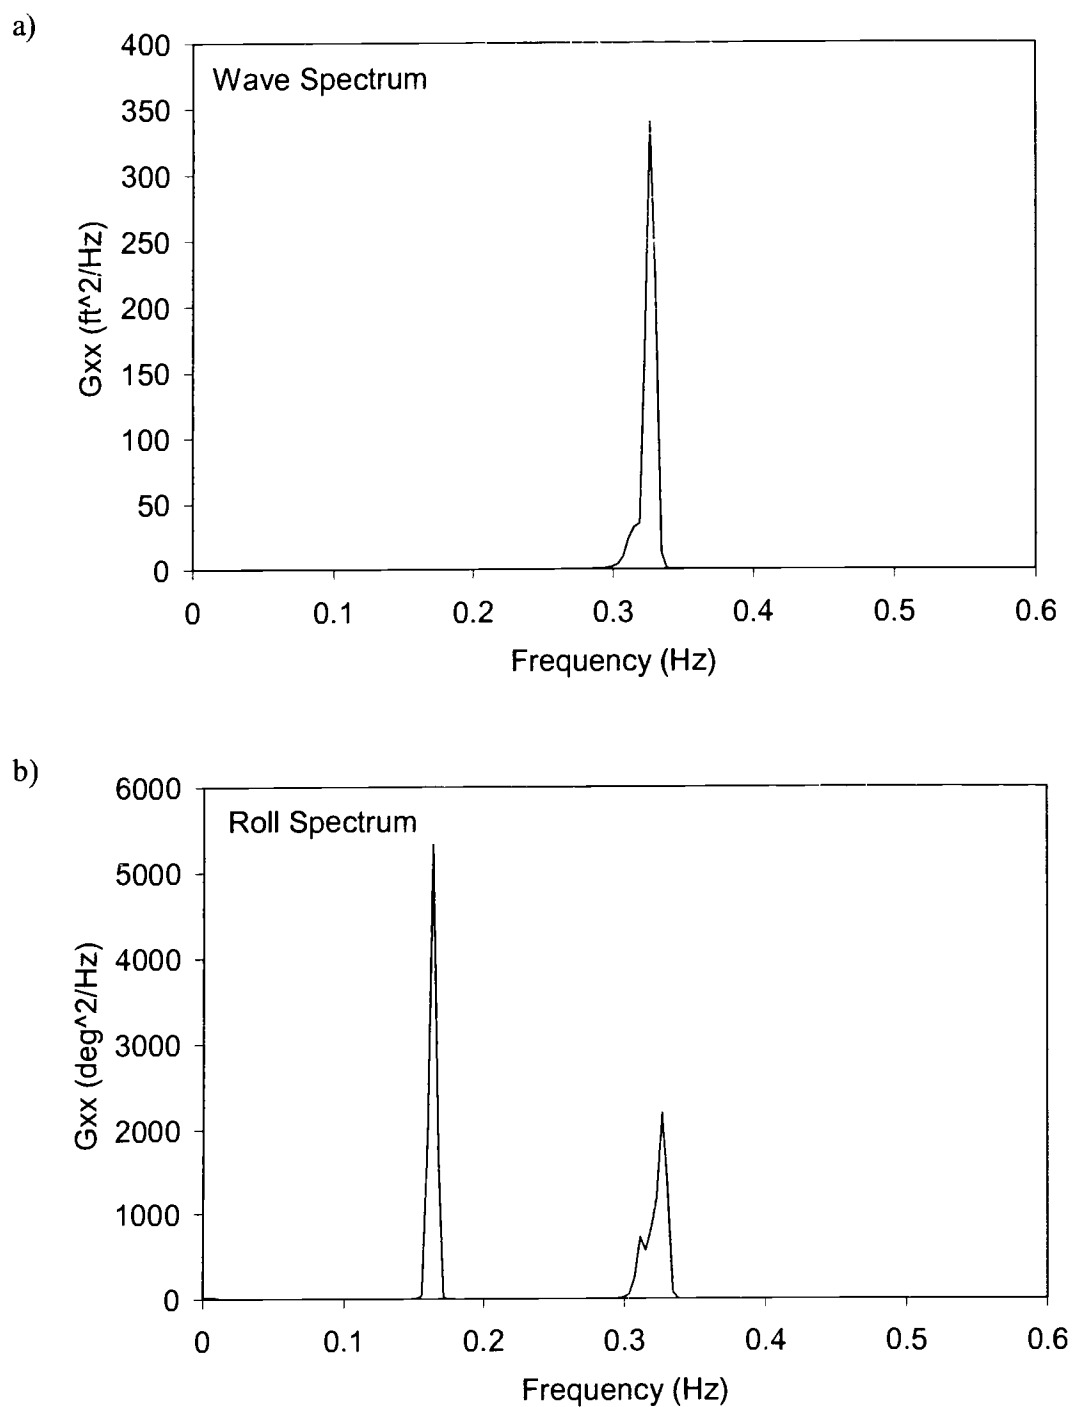 a)
400
Wave Spectrum
350
300
250
200
150
100
50
0
Gxx (ft^2/Hz)
0 0.1 0.2 0.3 0.4 0.5 0.6
Frequency (Hz)
b)
6000
Roll Spectrum
5000
4000
3000
2000
1000
0
Gxx (deg^2/Hz)
0 0.1 0.2 0.3 0.4 0.5 0.6
Frequency (Hz)